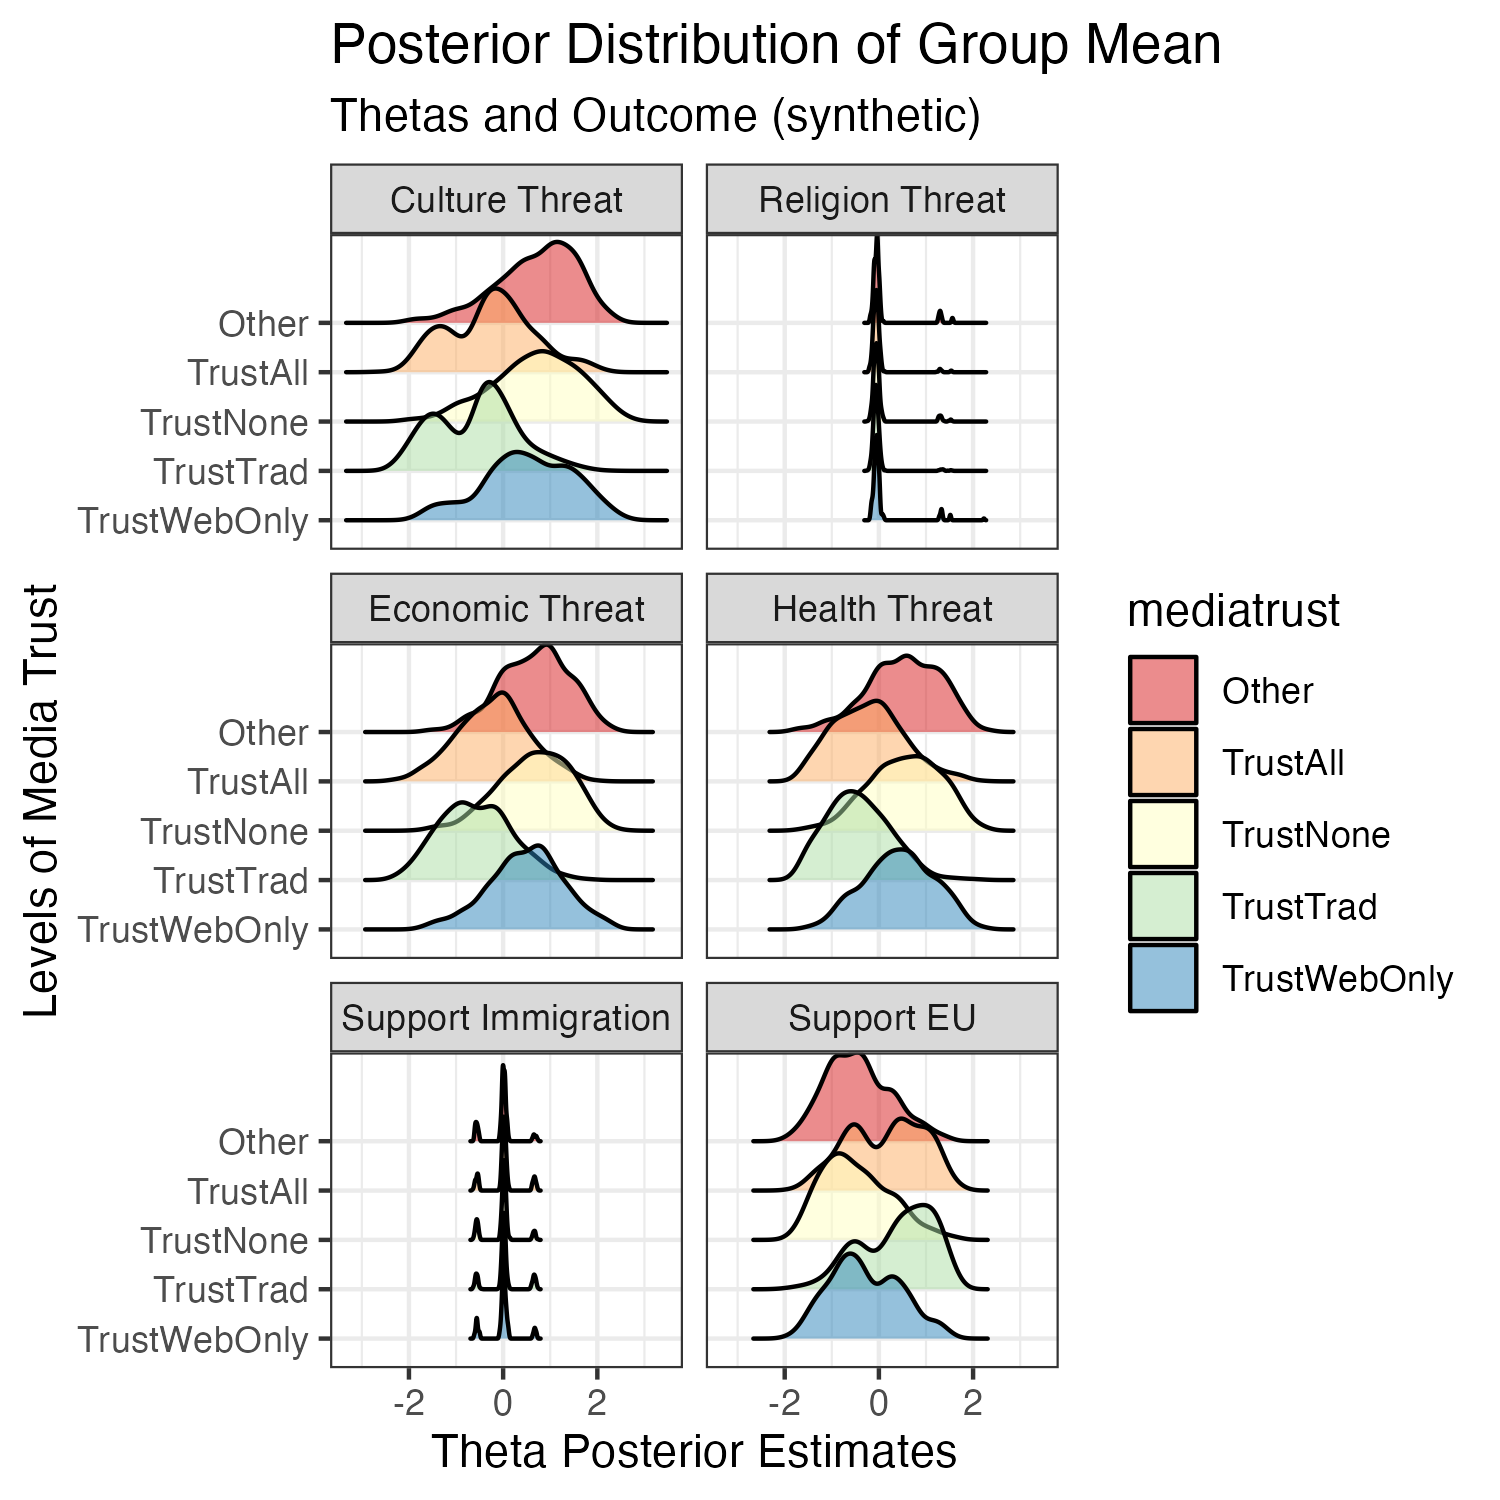 Posterior Distribution of Group Mean
Thetas and Outcome (synthetic)
Culture Threat
Religion Threat
Other
TrustAll
TrustNone
TrustTrad
TrustWebOnly
Economic Threat
Health Threat
Other
TrustAll
TrustNone
TrustTrad
TrustWebOnly
Support Immigration
Support EU
Other
TrustAll
TrustNone
TrustTrad
TrustWebOnly
-2 0 2
-2 0 2
Theta Posterior Estimates
Levels of Media Trust
mediatrust
Other
TrustAll
TrustNone
TrustTrad
TrustWebOnly